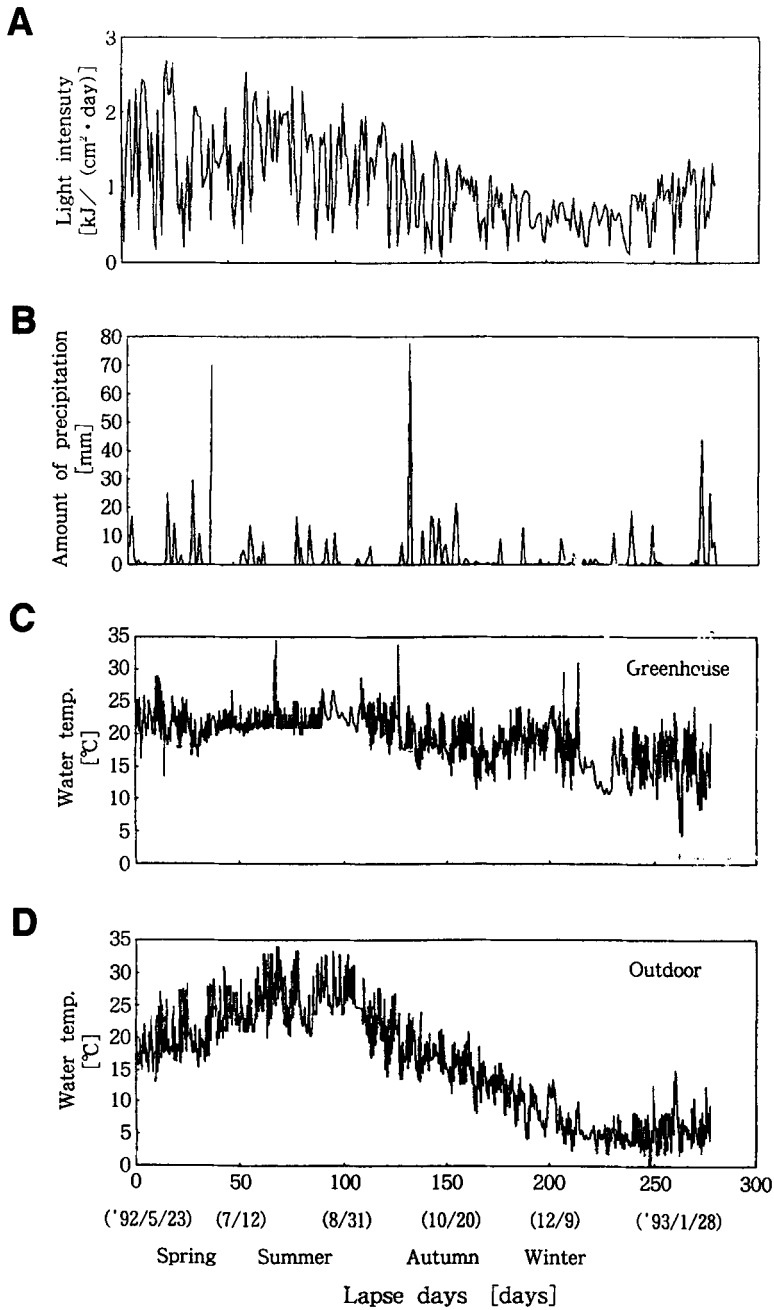 A
3
2
1
0
Light intensuty
[kJ／ (cm²・day)]
B
80
70
60
50
40
30
20
10
0
Amount of precipitation
[mm]
C
35
30
25
20
15
10
5
0
Water temp.
[℃]
Greenhouse
D
35
30
25
20
15
10
5
0
Water temp.
[℃]
Outdoor
0 50 100 150 200 250 300
('92/5/23) (7/12) (8/31) (10/20) (12/9) ('93/1/28)
Spring Summer Autumn Winter
Lapse days [days]